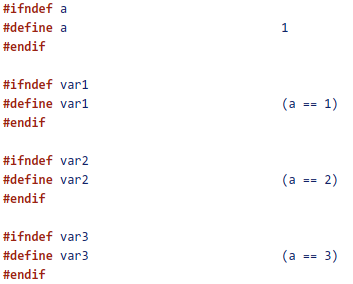 #ifndef a
#define a                              1
#endif

#ifndef var1
#define var1                           (a == 1)
#endif

#ifndef var2
#define var2                           (a == 2)
#endif

#ifndef var3
#define var3                           (a == 3)
#endif